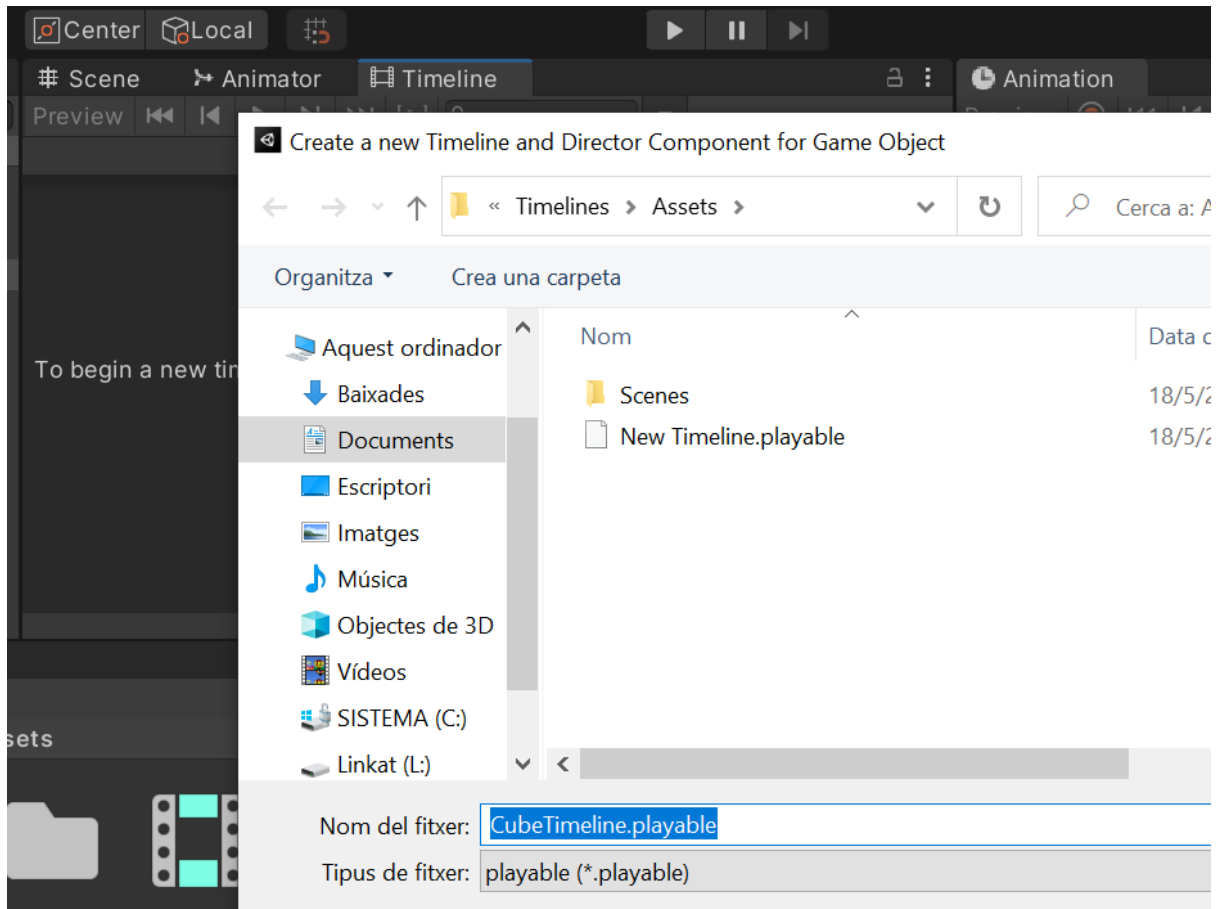 Center Local
Scene Animator Timeline Animation
Preview
Create a new Timeline and Director Component for Game Object
« Timelines > Assets > Cerca a: A
Organitza Crea una carpeta
Nom Data
Aquest ordinador
Baixades
Documents
Escriptori
Imatges
Música
Objectes de 3D
Vídeos
SISTEMA (C:)
Linkat (L:)
Scenes 18/5/2
New Timeline.playable 18/5/2
To begin a new
sets
Nom del fitxer: CubeTimeline.playable
Tipus de fitxer: playable (*.playable)